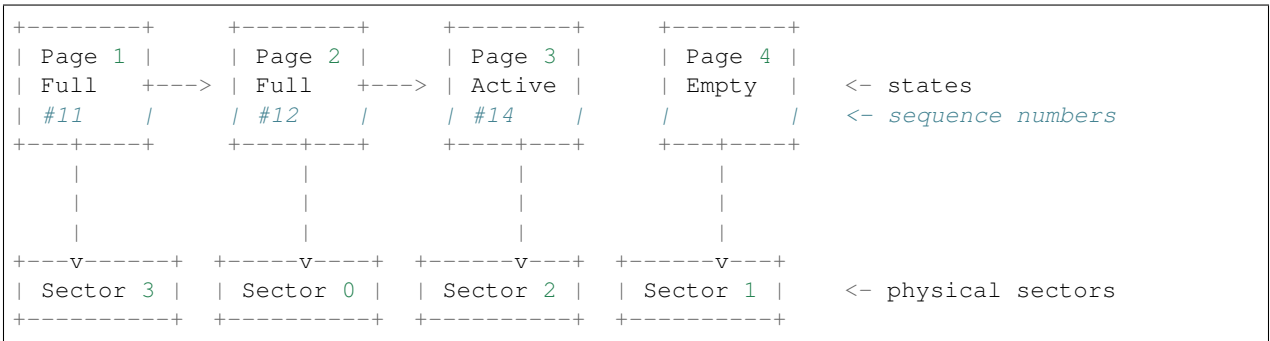 +--------+       +--------+       +--------+       +--------+
| Page 1 |       | Page 2 |       | Page 3 |       | Page 4 |
| Full   +---> | Full   +---> | Active |       | Empty  |    <- states
| #11    |       | #12    |       | #14    |       |        |    <- sequence numbers
+---+----+       +----+---+       +----+---+       +---+----+
    |                 |                |               |
    |                 |                |               |
    |                 |                |               |
+---v------+  +-----v----+  +------v---+  +------v---+
| Sector 3 |  | Sector 0 |  | Sector 2 |  | Sector 1 |    <- physical sectors
+----------+  +----------+  +----------+  +----------+